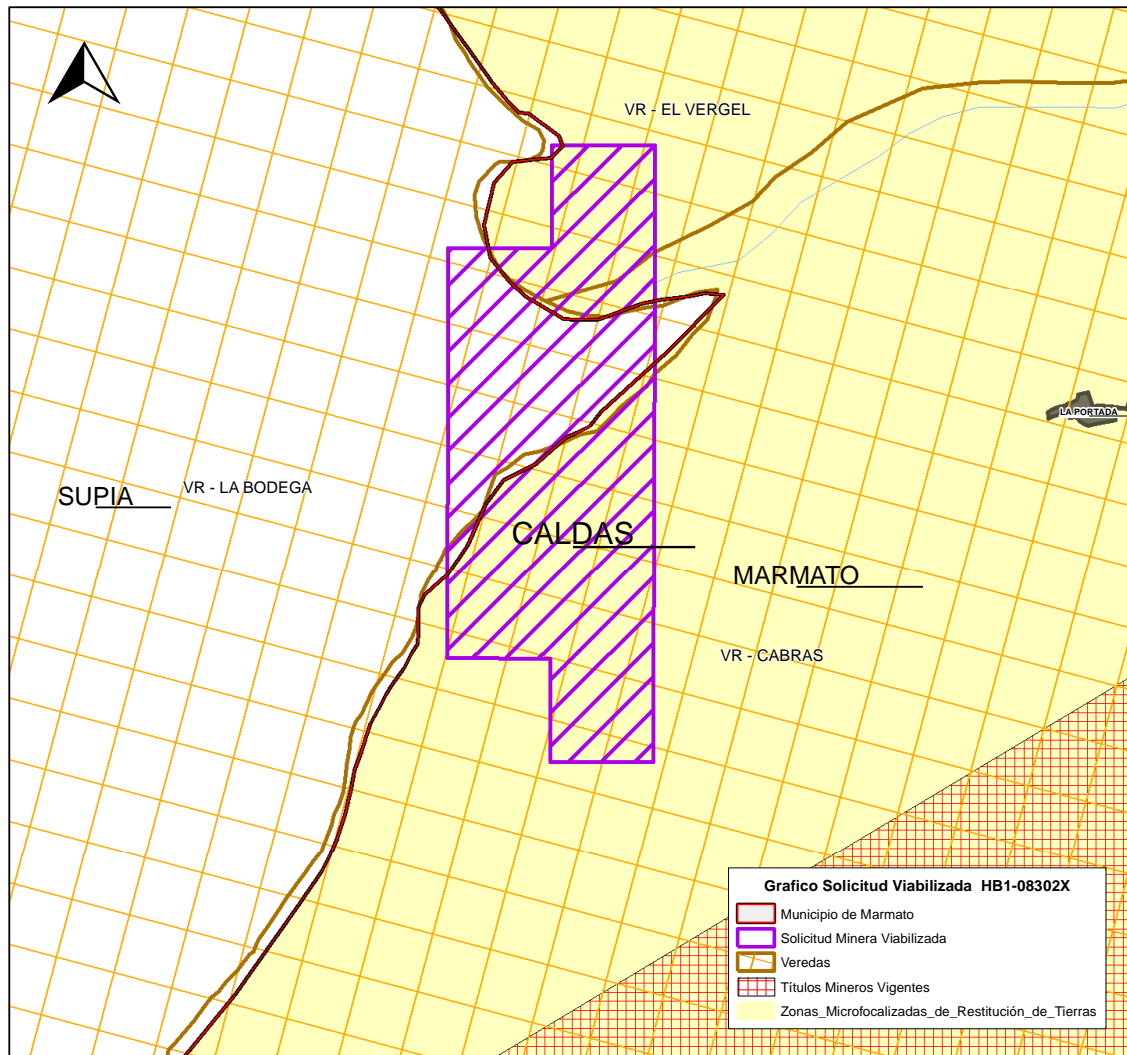 VR - EL VERGEL
LA PORTADA
VR - LA BODEGA
SUPIA
CALDAS
MARMATO
VR - CABRAS
Grafico Solicitud Viabilizada HB1-08302X
Municipio de Marmato
Solicitud Minera Viabilizada
Veredas
Títulos Mineros Vigentes
Zonas_Microfocalizadas_de_Restitución_de_Tierras